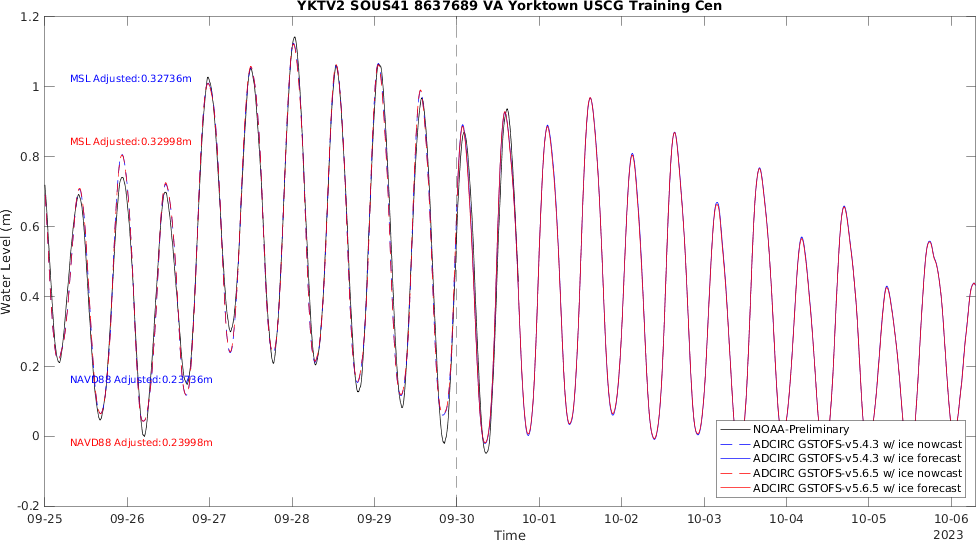 YKTV2 SOUS41 8637689 VA Yorktown USCG Training Cen
1.2
1
0.8
0.6
0.4
0.2
0
-0.2
Water Level (m)
MSL Adjusted:0.32736m
MSL Adjusted:0.32998m
NAVD88 Adjusted:0.23736m
NAVD88 Adjusted:0.23998m
NOAA-Preliminary
ADCIRC GSTOFS-v5.4.3 w/ ice nowcast
ADCIRC GSTOFS-v5.4.3 w/ ice forecast
ADCIRC GSTOFS-v5.6.5 w/ ice nowcast
ADCIRC GSTOFS-v5.6.5 w/ ice forecast
09-25 09-26 09-27 09-28 09-29 09-30 10-01 10-02 10-03 10-04 10-05 10-06
2023
Time